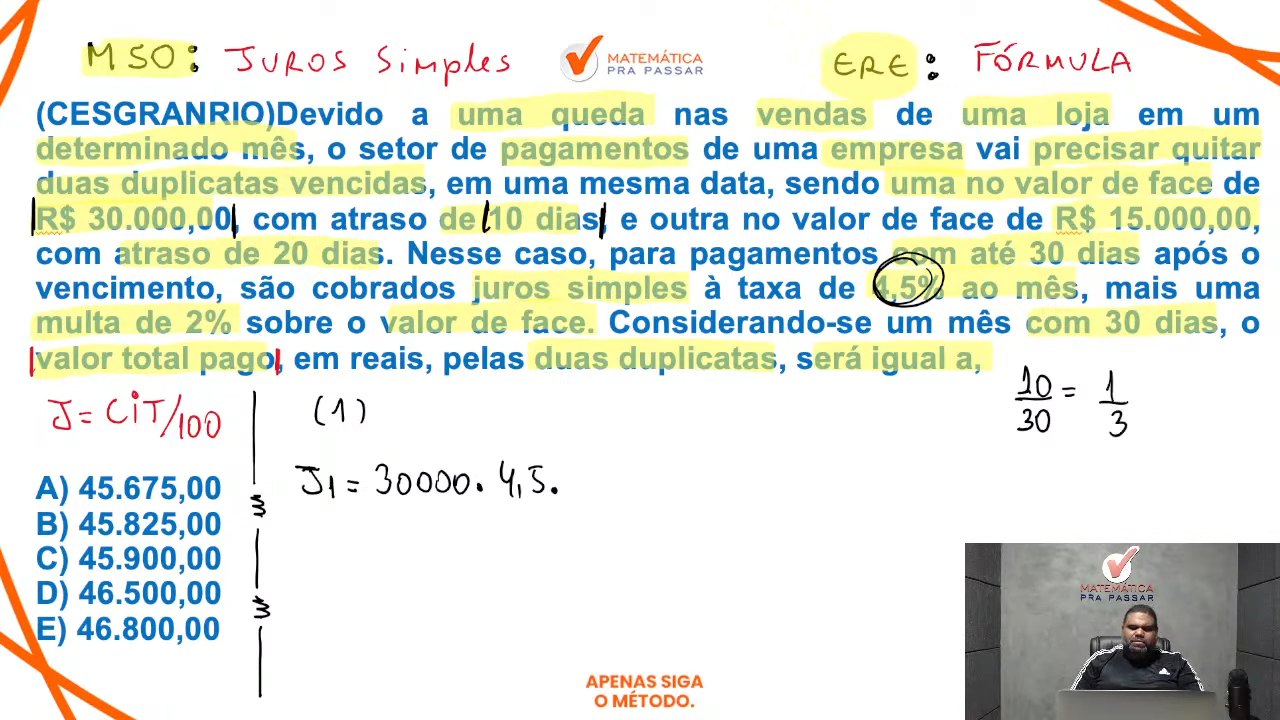 MSO: JUROS Simples
MATEMÁTICA
PRA PASSAR
ERE: FÓRMULA
(CESGRANRIO)Devido a uma queda nas vendas de uma loja em um
determinado mês, o setor de pagamentos de uma empresa vai precisar quitar
duas duplicatas vencidas, em uma mesma data, sendo uma no valor de face de
R$ 30.000,00, com atraso de 10 dias, e outra no valor de face de R$ 15.000,00,
com atraso de 20 dias. Nesse caso, para pagamentos com até 30 dias após o
vencimento, são cobrados juros simples à taxa de 4,5% ao mês, mais uma
multa de 2% sobre o valor de face. Considerando-se um mês com 30 dias, o
valor total pago, em reais, pelas duas duplicatas, será igual a,
J= CiT/100
(1)
10/30 = 1/3
J1 = 30000. 4,5.
A) 45.675,00
B) 45.825,00
C) 45.900,00
D) 46.500,00
E) 46.800,00
MATEMÁTICA
PRA PASSAR
APENAS SIGA
O MÉTODO.